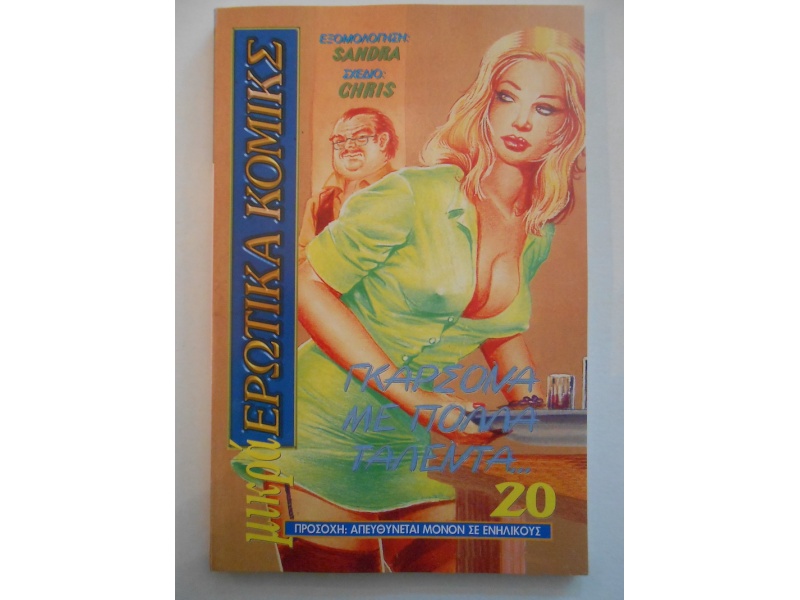 μικρά ΕΡΩΤΙΚΑ ΚΟΜΙΚΣ
ΕΞΟΜΟΛΟΓΗΣΗ:
SANDRA
ΣΧΕΔΙΟ:
CHRIS
ΓΚΑΡΣΟΝΑ
ΜΕ ΠΟΛΛΑ
ΤΑΛΕΝΤΑ...
20
ΠΡΟΣΟΧΗ: ΑΠΕΥΘΥΝΕΤΑΙ ΜΟΝΟΝ ΣΕ ΕΝΗΛΙΚΟΥΣ